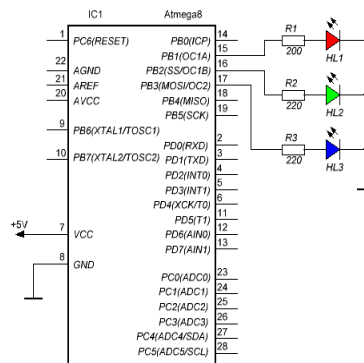 IC1 Atmega8
1 PC6(RESET)
22 AGND
21 AREF
20 AVCC
9 PB6(XTAL1/TOSC1)
10 PB7(XTAL2/TOSC2)
+5V 7 VCC
8 GND
PB0(ICP) 14
PB1(OC1A) 15
PB2(SS/OC1B) 16
PB3(MOSI/OC2) 17
PB4(MISO) 18
PB5(SCK) 19
PD0(RXD) 2
PD1(TXD) 3
PD2(INT0) 4
PD3(INT1) 5
PD4(XCK/T0) 6
PD5(T1) 11
PD6(AIN0) 12
PD7(AIN1) 13
PC0(ADC0) 23
PC1(ADC1) 24
PC2(ADC2) 25
PC3(ADC3) 26
PC4(ADC4/SDA) 27
PC5(ADC5/SCL) 28
R1 HL1
200
R2 HL2
220
R3 HL3
220